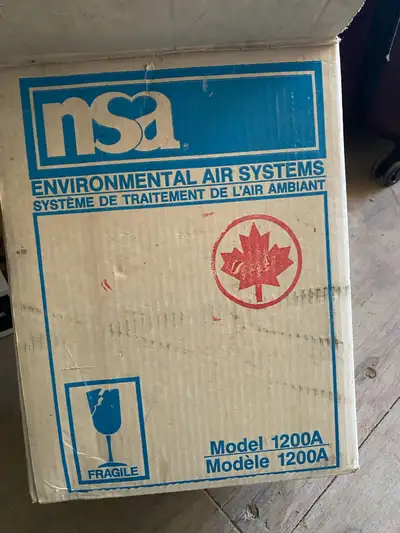 nsa
ENVIRONMENTAL AIR SYSTEMS
SYSTÈME DE TRAITEMENT DE L'AIR AMBIANT
FRAGILE
Model 1200A
Modèle 1200A